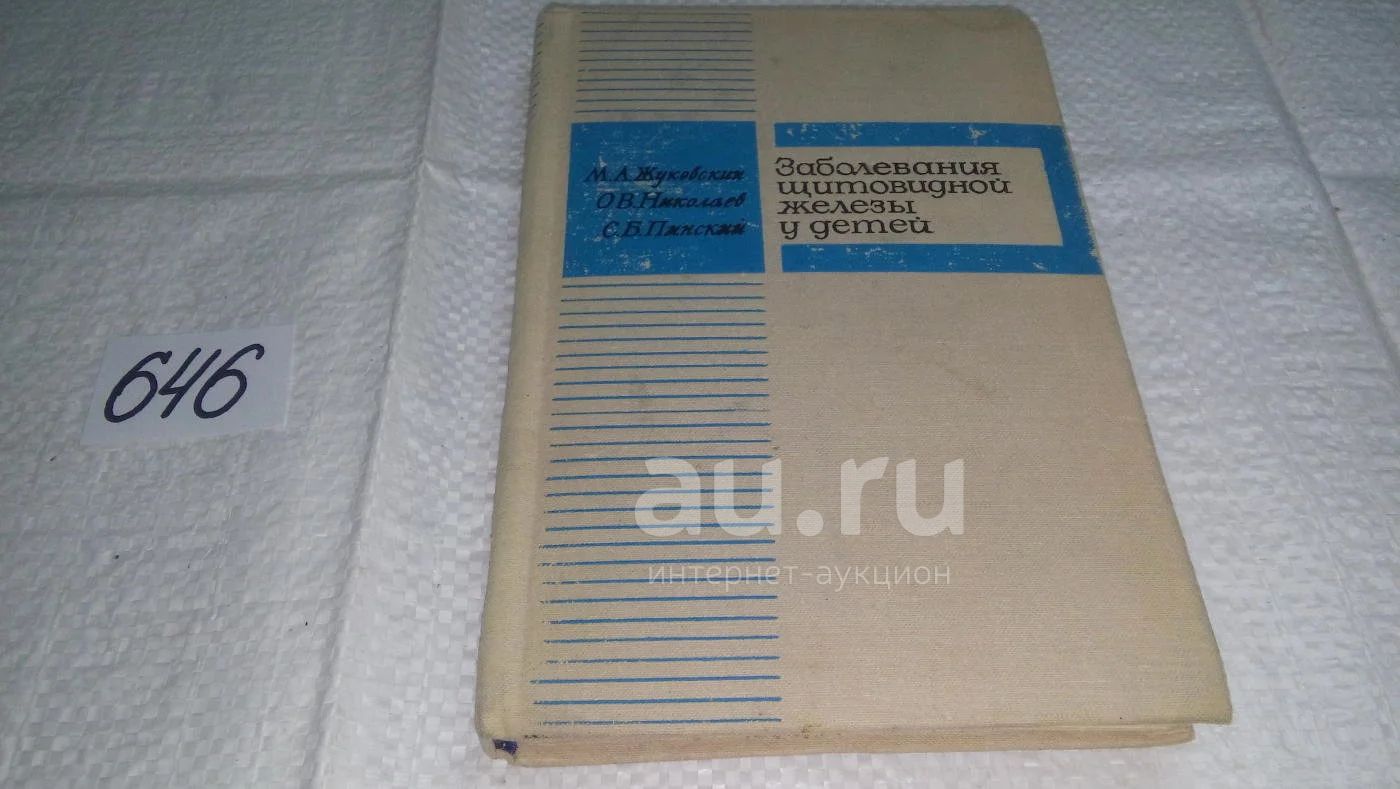 М.А.Жуковский
О.В.Николаев
С.Б.Пинский
Заболевания
щитовидной
железы
у детей
646
au.ru
интернет-аукцион